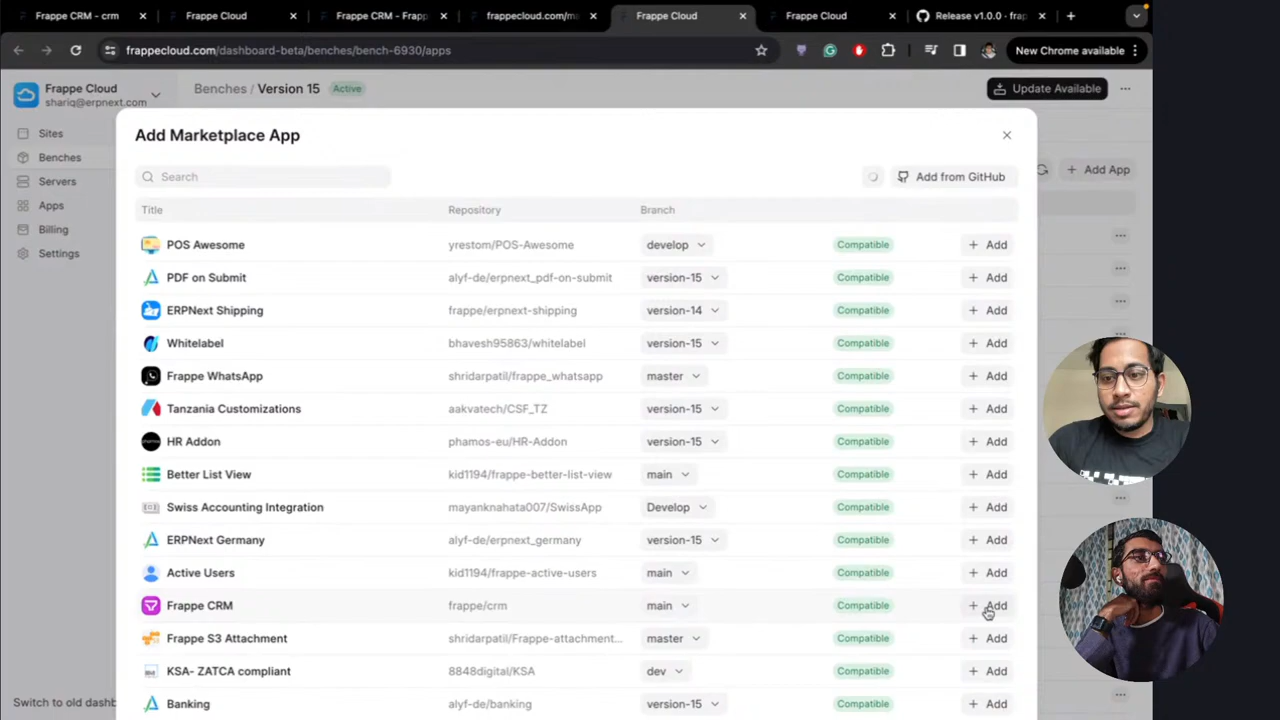 Frappe CRM - crm
Frappe Cloud
Frappe CRM - Frapp
frappecloud.com/ma
Frappe Cloud
Frappe Cloud
Release v1.0.0 · frap
frappecloud.com/dashboard-beta/benches/bench-6930/apps
New Chrome available
Frappe Cloud
shariq@erpnext.com
Benches / Version 15 Active
Update Available
Sites
Benches
Servers
Apps
Billing
Settings
Switch to old dashb
+ Add App
Add Marketplace App
Search
Add from GitHub
Title Repository Branch
POS Awesome yrestom/POS-Awesome develop Compatible + Add
PDF on Submit alyf-de/erpnext_pdf-on-submit version-15 Compatible + Add
ERPNext Shipping frappe/erpnext-shipping version-14 Compatible + Add
Whitelabel bhavesh95863/whitelabel version-15 Compatible + Add
Frappe WhatsApp shridarpatil/frappe_whatsapp master Compatible + Add
Tanzania Customizations aakvatech/CSF_TZ version-15 Compatible + Add
HR Addon phamos-eu/HR-Addon version-15 Compatible + Add
Better List View kid1194/frappe-better-list-view main Compatible + Add
Swiss Accounting Integration mayanknahata007/SwissApp Develop Compatible + Add
ERPNext Germany alyf-de/erpnext_germany version-15 Compatible + Add
Active Users kid1194/frappe-active-users main Compatible + Add
Frappe CRM frappe/crm main Compatible + Add
Frappe S3 Attachment shridarpatil/Frappe-attachment... master Compatible + Add
KSA- ZATCA compliant 8848digital/KSA dev Compatible + Add
Banking alyf-de/banking version-15 Compatible + Add